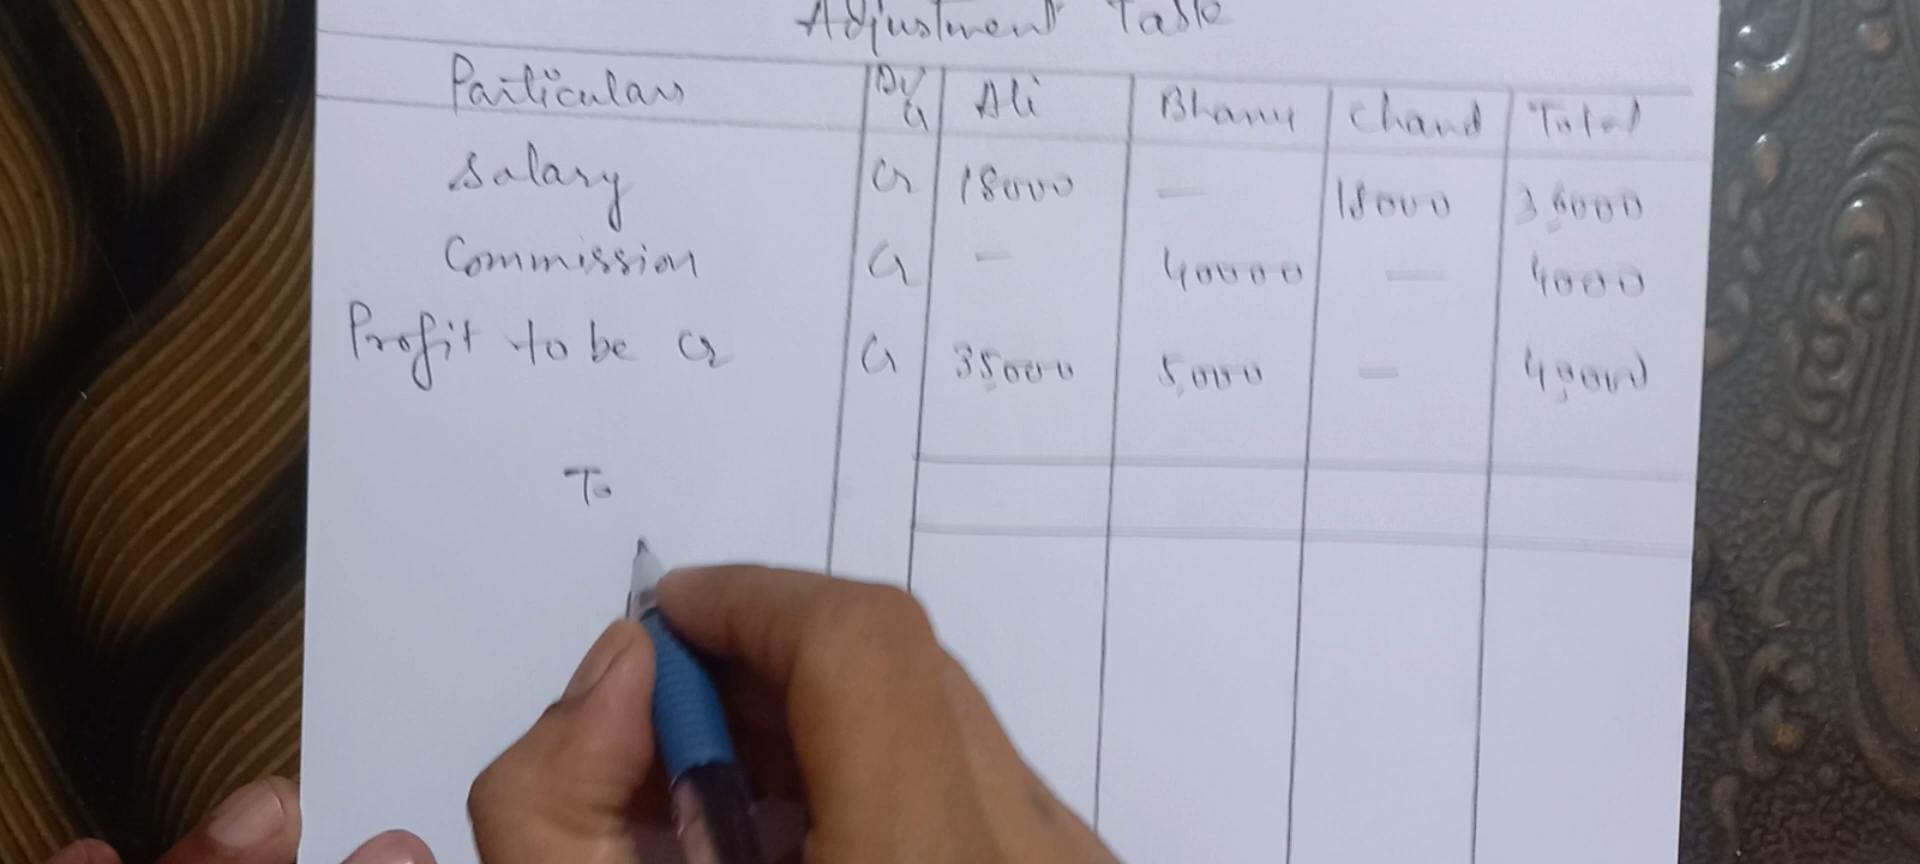 Adjustment Table
Particulars Dr/Cr Ali Bhanu Chand Total
Salary Cr 18000 — 18000 36000
Commission Cr — 40000 — 4000
Profit to be Cr Cr 35000 5,000 — 40000
To